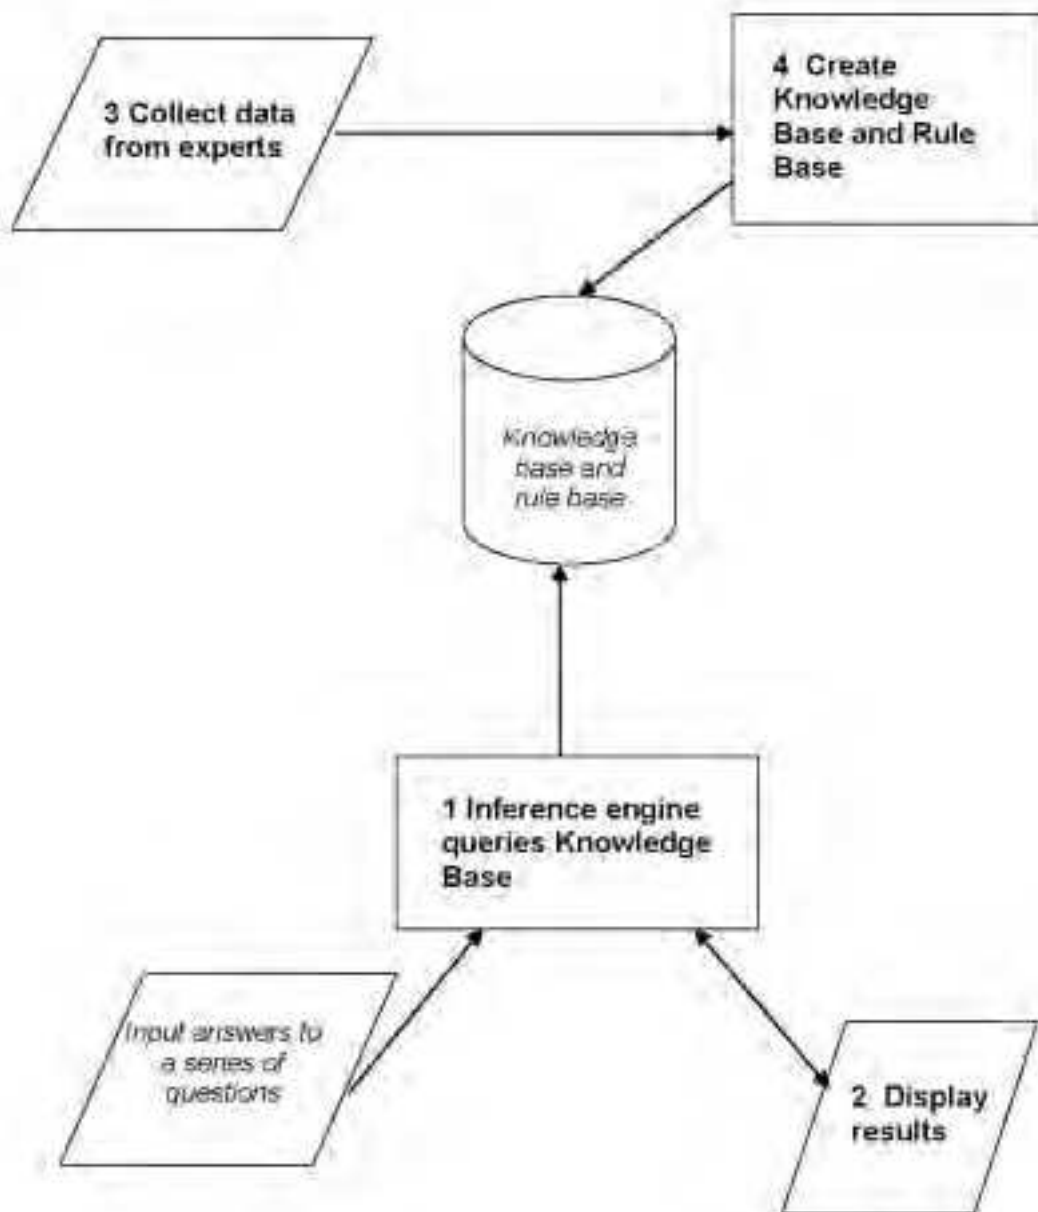 3 Collect data
from experts
4 Create
Knowledge
Base and Rule
Base
Knowledge
base and
rule base
1 Inference engine
queries Knowledge
Base
Input answers to
a series of
questions
2 Display
results